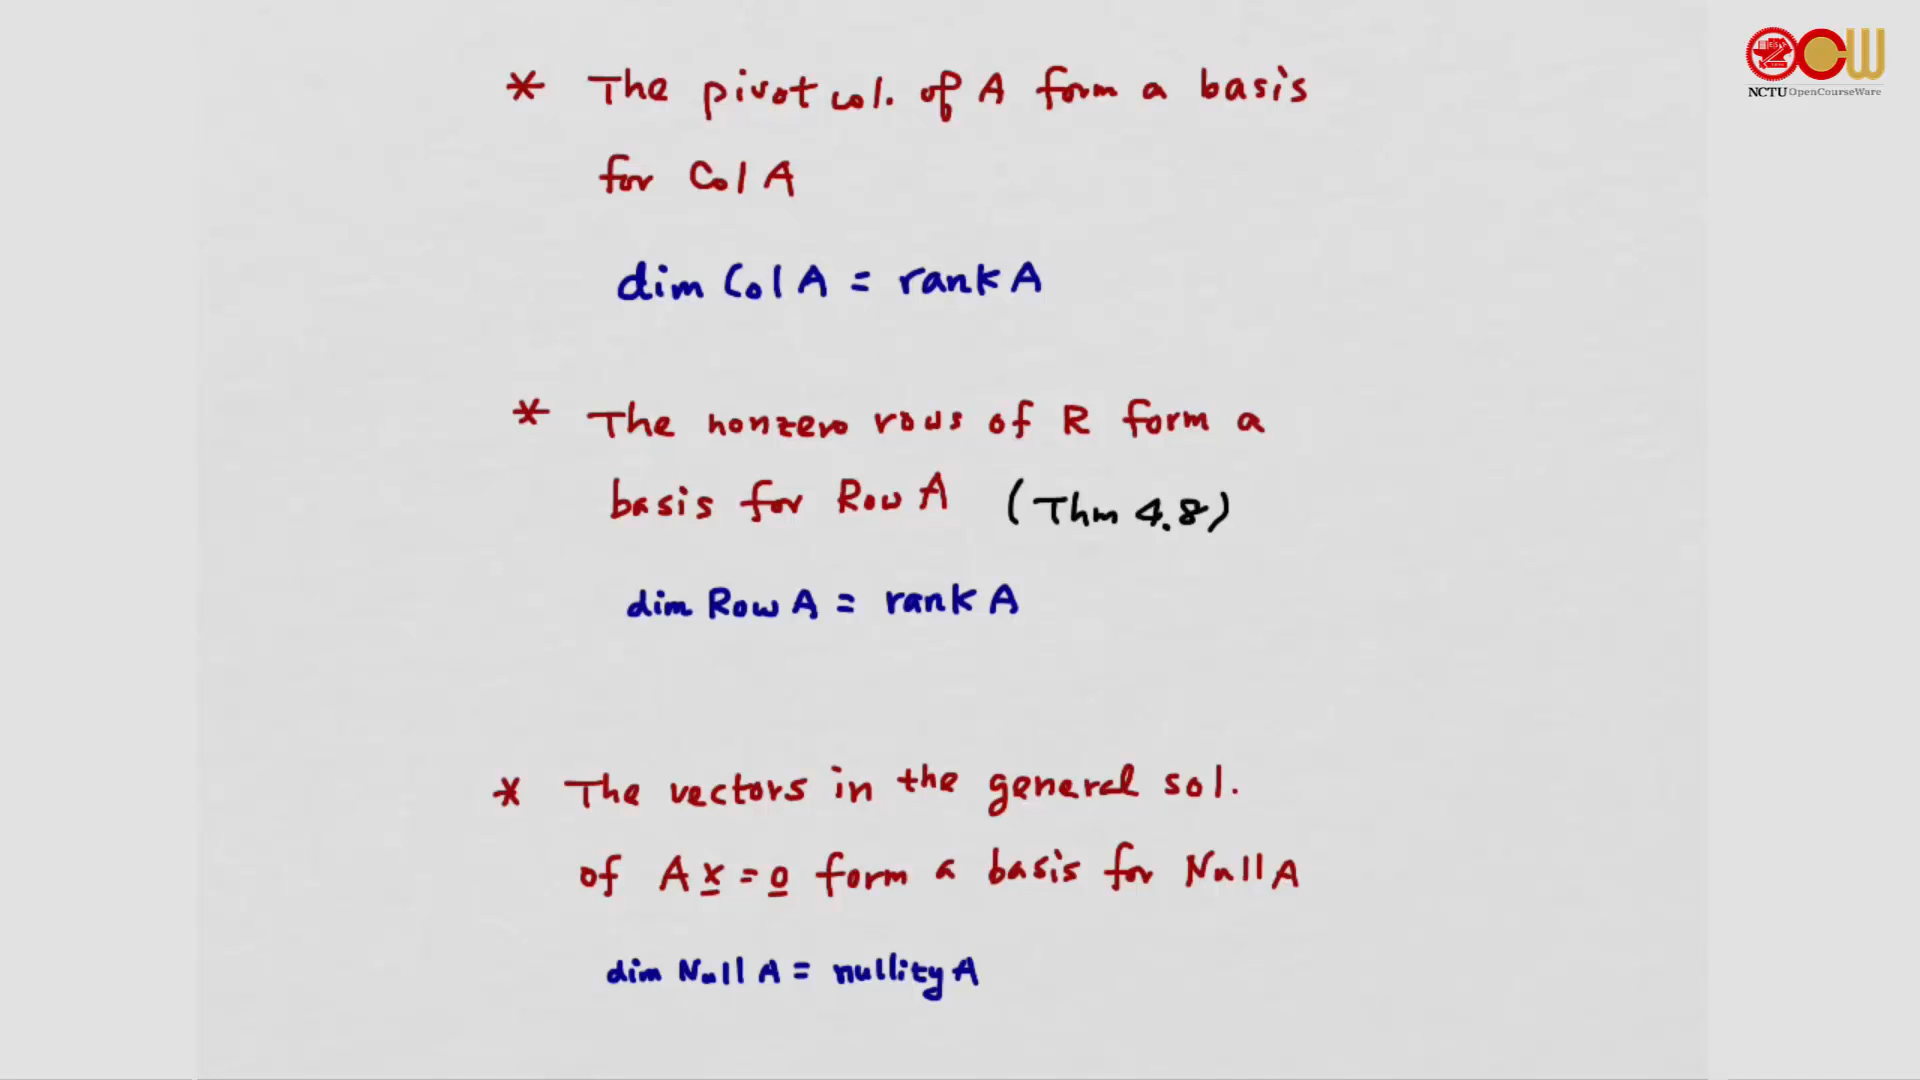 * The pivot col. of A form a basis
for Col A
dim Col A = rank A
* The nonzero rows of R form a
basis for Row A (Thm 4.8)
dim Row A = rank A
* The vectors in the general sol.
of A x = 0 form a basis for Null A
dim Null A = nullity A
OCW
NCTU OpenCourseWare